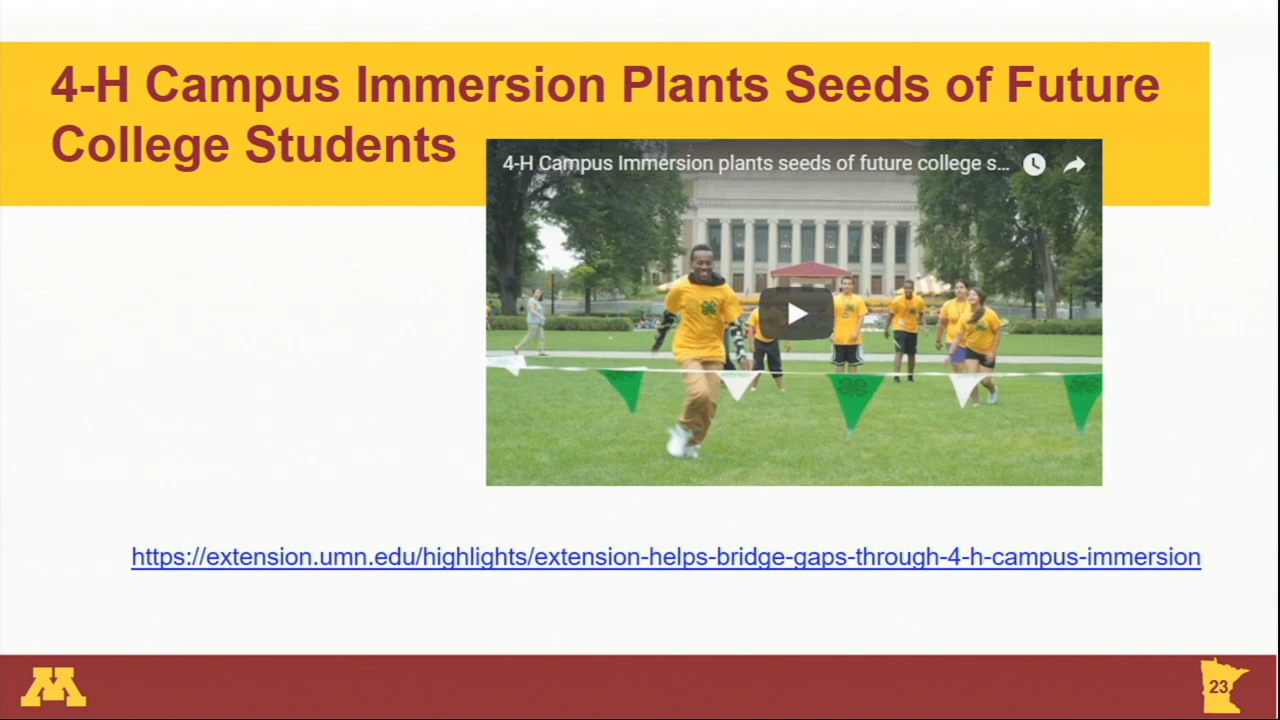 4-H Campus Immersion Plants Seeds of Future
College Students
4-H Campus Immersion plants seeds of future college s...
https://extension.umn.edu/highlights/extension-helps-bridge-gaps-through-4-h-campus-immersion
M
23